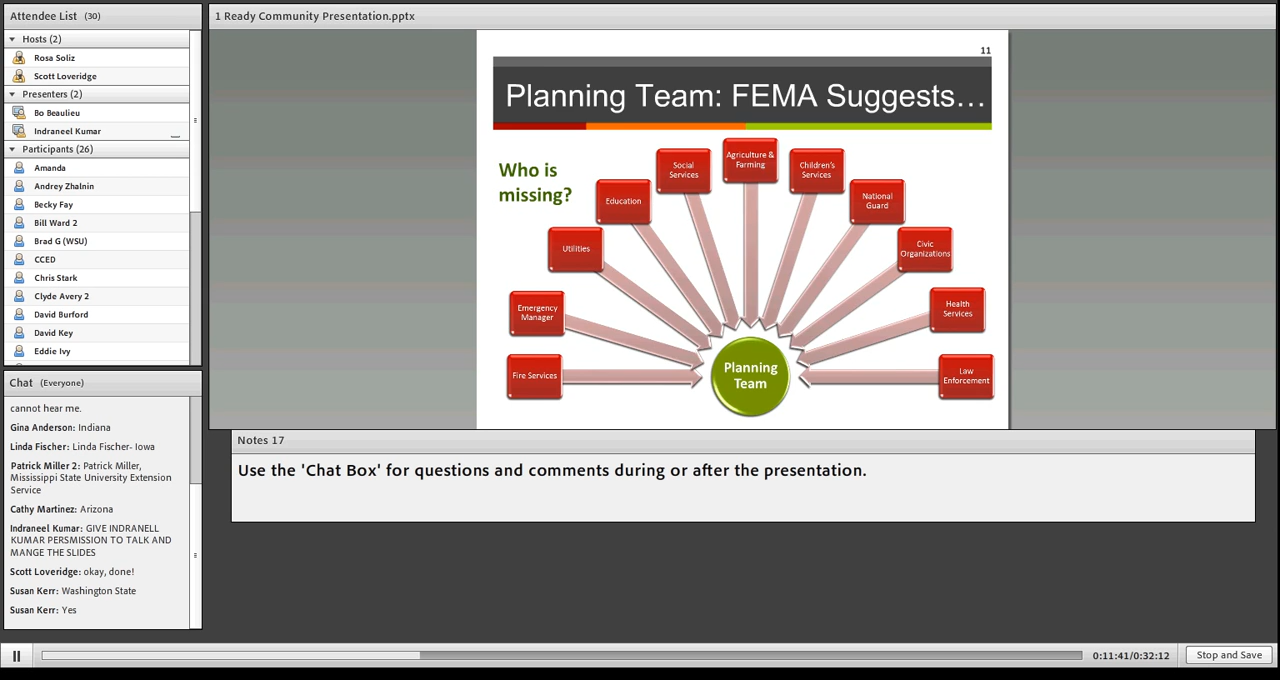 Attendee List (30)
Hosts (2)
Rosa Soliz
Scott Loveridge
Presenters (2)
Bo Beaulieu
Indraneel Kumar
Participants (26)
Amanda
Andrey Zhalnin
Becky Fay
Bill Ward 2
Brad G (WSU)
CCED
Chris Stark
Clyde Avery 2
David Burford
David Key
Eddie Ivy
Chat (Everyone)
cannot hear me.
Gina Anderson: Indiana
Linda Fischer: Linda Fischer- Iowa
Patrick Miller 2: Patrick Miller,
Mississippi State University Extension
Service
Cathy Martinez: Arizona
Indraneel Kumar: GIVE INDRANELL
KUMAR PERSMISSION TO TALK AND
MANGE THE SLIDES
Scott Loveridge: okay, done!
Susan Kerr: Washington State
Susan Kerr: Yes
1 Ready Community Presentation.pptx
11
Planning Team: FEMA Suggests...
Who is
missing?
Fire Services
Emergency
Manager
Utilities
Education
Social
Services
Agriculture &
Farming
Children's
Services
National
Guard
Civic
Organizations
Health
Services
Law
Enforcement
Planning
Team
Notes 17
Use the 'Chat Box' for questions and comments during or after the presentation.
0:11:41/0:32:12
Stop and Save